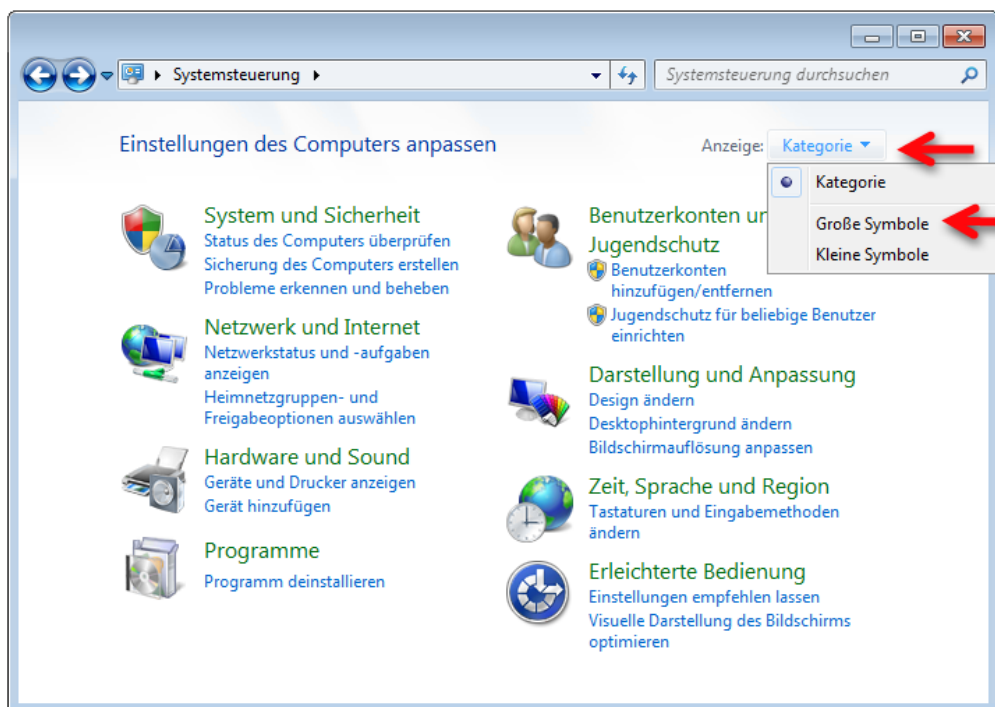 Systemsteuerung
Systemsteuerung durchsuchen
Einstellungen des Computers anpassen
Anzeige: Kategorie
Kategorie
Große Symbole
Kleine Symbole
System und Sicherheit
Status des Computers überprüfen
Sicherung des Computers erstellen
Probleme erkennen und beheben
Netzwerk und Internet
Netzwerkstatus und -aufgaben
anzeigen
Heimnetzgruppen- und
Freigabeoptionen auswählen
Hardware und Sound
Geräte und Drucker anzeigen
Gerät hinzufügen
Programme
Programm deinstallieren
Benutzerkonten
Jugendschutz
Benutzerkonten
hinzufügen/entfernen
Jugendschutz für beliebige Benutzer
einrichten
Darstellung und Anpassung
Design ändern
Desktophintergrund ändern
Bildschirmauflösung anpassen
Zeit, Sprache und Region
Tastaturen und Eingabemethoden
ändern
Erleichterte Bedienung
Einstellungen empfehlen lassen
Visuelle Darstellung des Bildschirms
optimieren